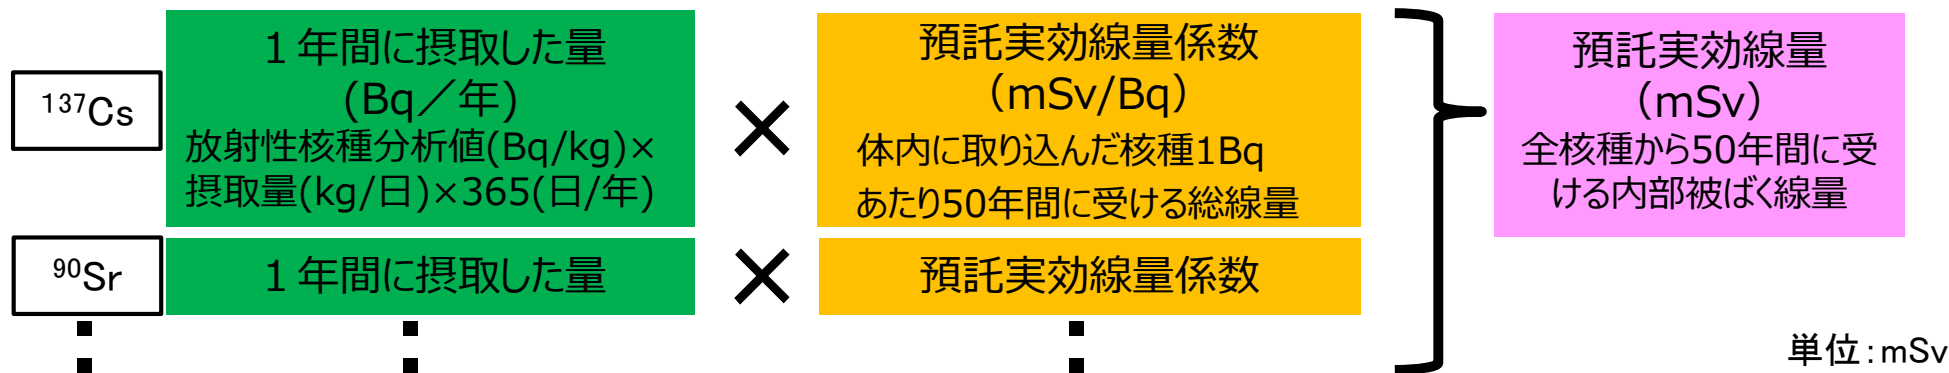 ¹³⁷Cs
1年間に摂取した量
(Bq／年)
放射性核種分析値(Bq/kg)×
摂取量(kg/日)×365(日/年)
×
預託実効線量係数
（mSv/Bq）
体内に取り込んだ核種1Bq
あたり50年間に受ける総線量
預託実効線量
（mSv）
全核種から50年間に受
ける内部被ばく線量
⁹⁰Sr
1年間に摂取した量
×
預託実効線量係数
単位：mSv